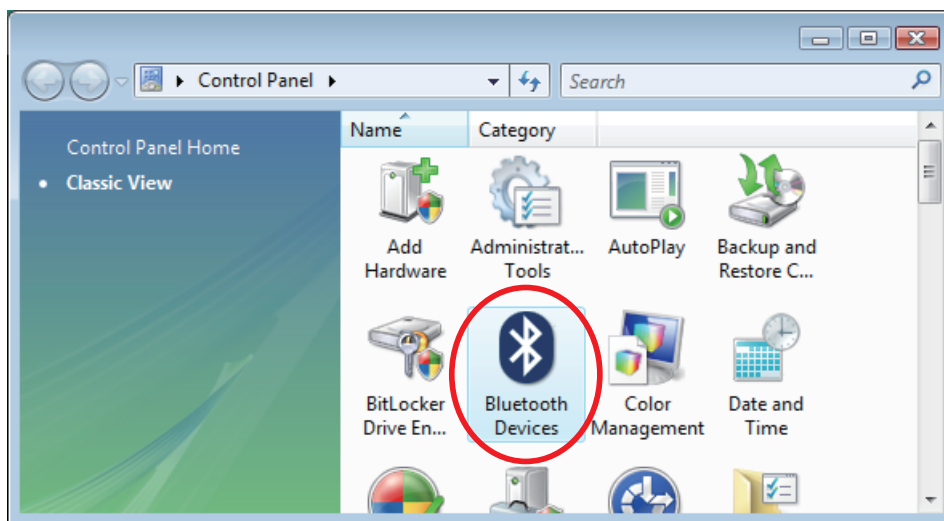 Control Panel
Search
Control Panel Home
Classic View
Name
Category
Add
Hardware
Administrat...
Tools
AutoPlay
Backup and
Restore C...
BitLocker
Drive En...
Bluetooth
Devices
Color
Management
Date and
Time